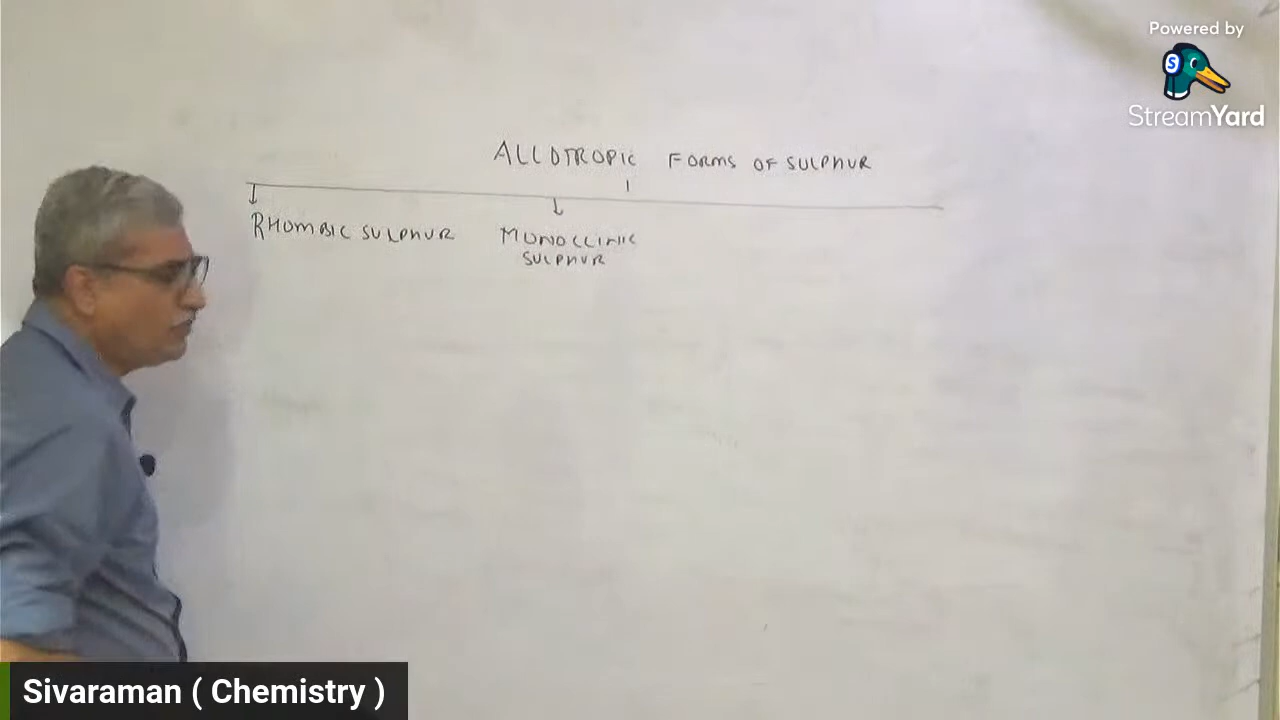 Powered by
StreamYard
ALLOTROPIC FORMS OF SULPHUR
RHOMBIC SULPHUR
MONOCLINIC
SULPHUR
Sivaraman ( Chemistry )